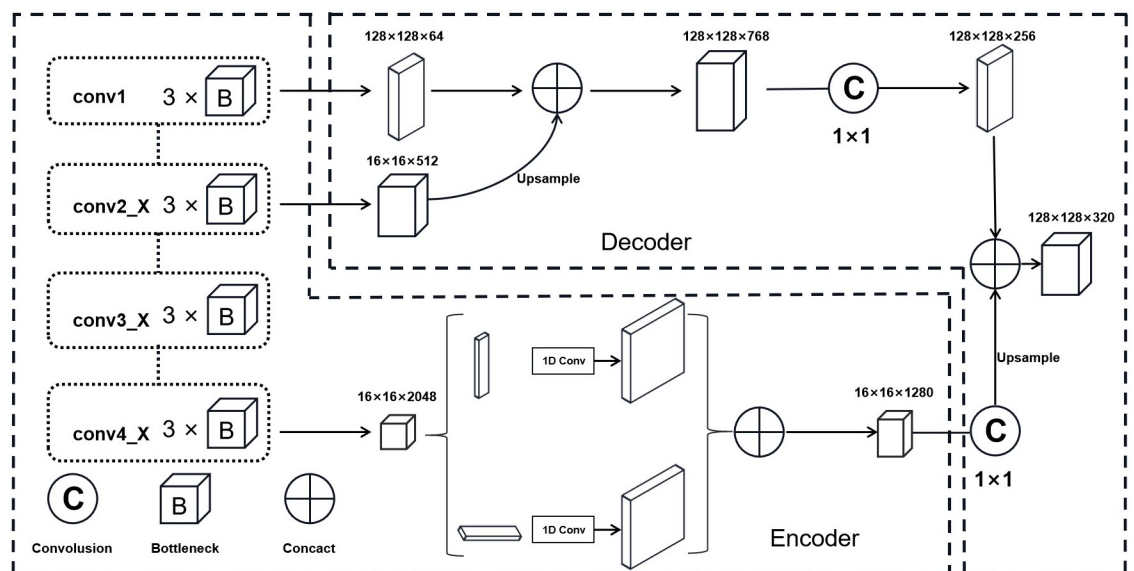 128×128×64
128×128×768
128×128×256
conv1 3 × B
C
1×1
16×16×512
Upsample
conv2_X 3 × B
128×128×320
Decoder
conv3_X 3 × B
1D Conv
Upsample
16×16×2048
16×16×1280
conv4_X 3 × B
C
1×1
C
B
1D Conv
Encoder
Convolusion
Bottleneck
Concact